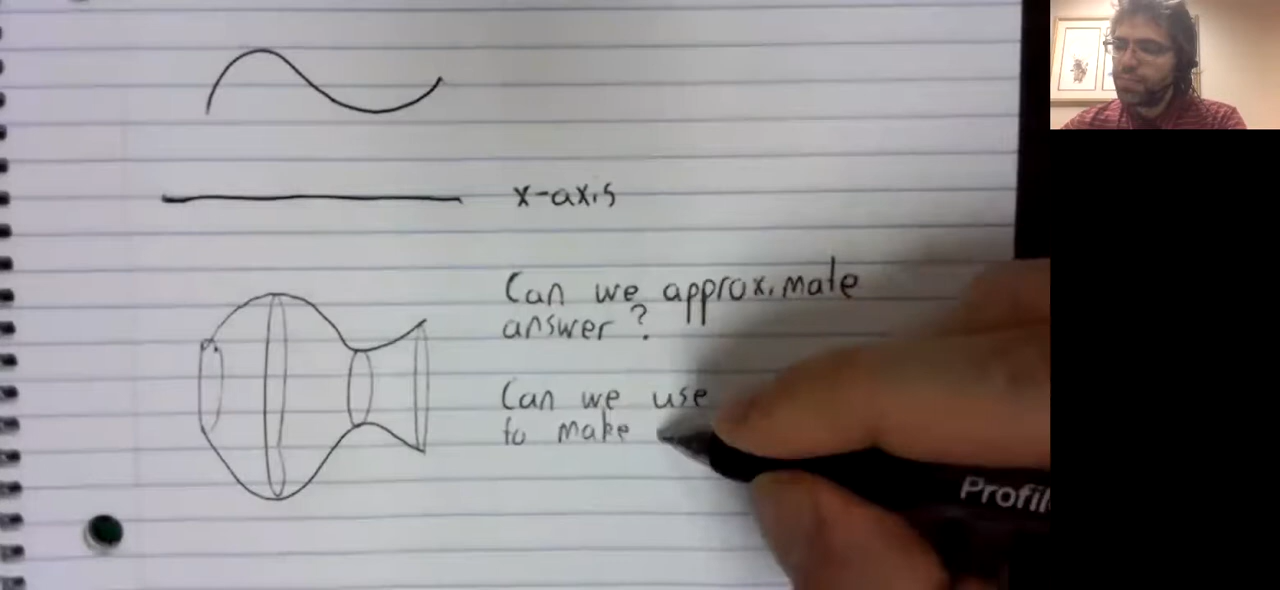 x-axis
Can we approximate
answer?
Can we use
to make
Profil